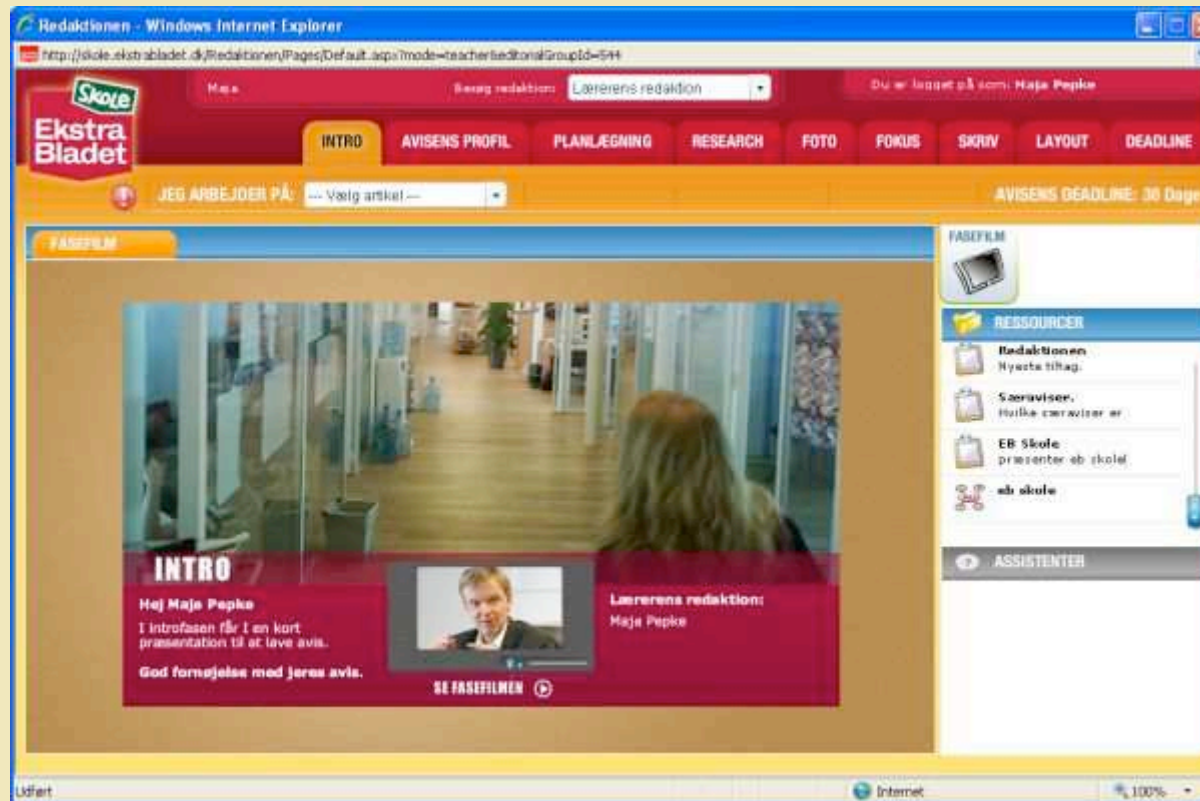 Redaktionen - Windows Internet Explorer
http://skole.ekstrabladet.dk/Redaktionen/Pages/Default.aspx?mode=teacher&editorialGroupId=544
Skole
Ekstra
Bladet
Maja
Besøg redaktion: Lærerens redaktion
Du er logget på som: Maja Pepke
INTRO AVISENS PROFIL PLANLÆGNING RESEARCH FOTO FOKUS SKRIV LAYOUT DEADLINE
JEG ARBEJDER PÅ: --- Vælg artikel ---
AVISENS DEADLINE: 36 Dage
FASEFILM
FASEFILM
RESSOURCER
Redaktionen
Nyeste tiltag.
Særaviser.
Hvilke særaviser er
EB Skole
præsenter eb skole!
eb skole
ASSISTENTER
INTRO
Hej Maja Pepke
I introfasen får I en kort
præsentation til at lave avis.
God fornøjelse med jeres avis.
SE FASEFILMEN
Lærerens redaktion:
Maja Pepke
Udført
Internet
100%